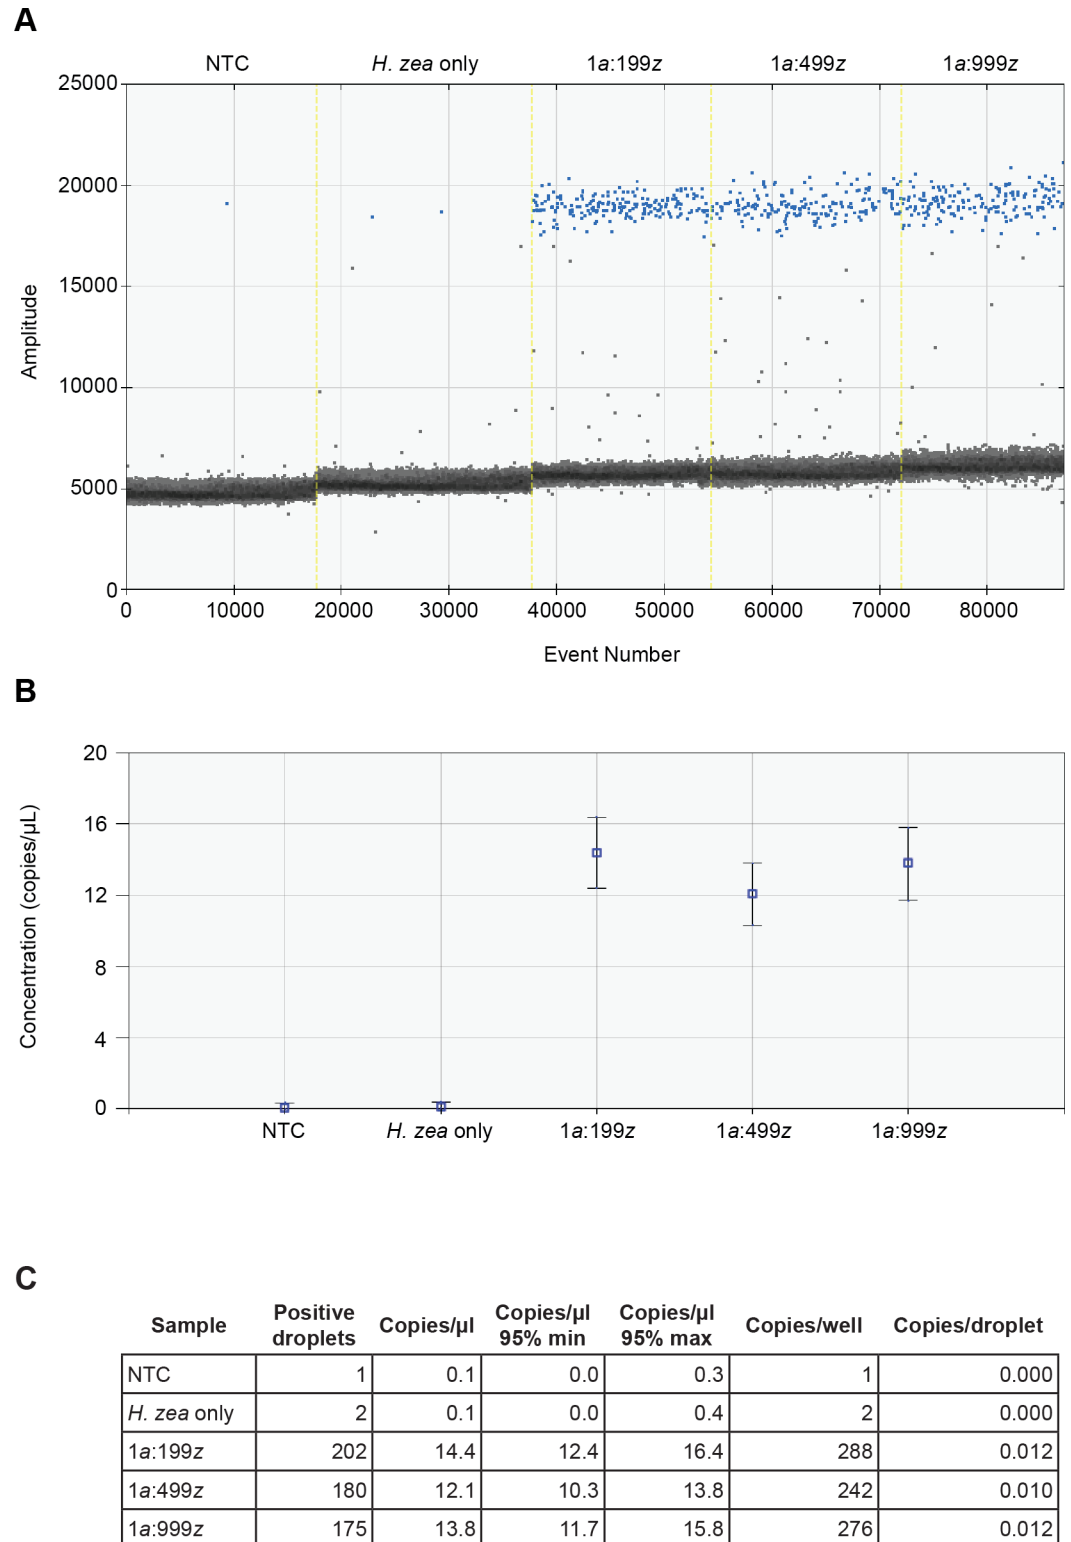 A
NTC H. zea only 1a:199z 1a:499z 1a:999z
25000
20000
15000
10000
5000
0
Amplitude
0 10000 20000 30000 40000 50000 60000 70000 80000
Event Number
B
20
16
12
8
4
0
Concentration (copies/µL)
NTC H. zea only 1a:199z 1a:499z 1a:999z
C
Sample Positive droplets Copies/µl Copies/µl 95% min Copies/µl 95% max Copies/well Copies/droplet
NTC 1 0.1 0.0 0.3 1 0.000
H. zea only 2 0.1 0.0 0.4 2 0.000
1a:199z 202 14.4 12.4 16.4 288 0.012
1a:499z 180 12.1 10.3 13.8 242 0.010
1a:999z 175 13.8 11.7 15.8 276 0.012